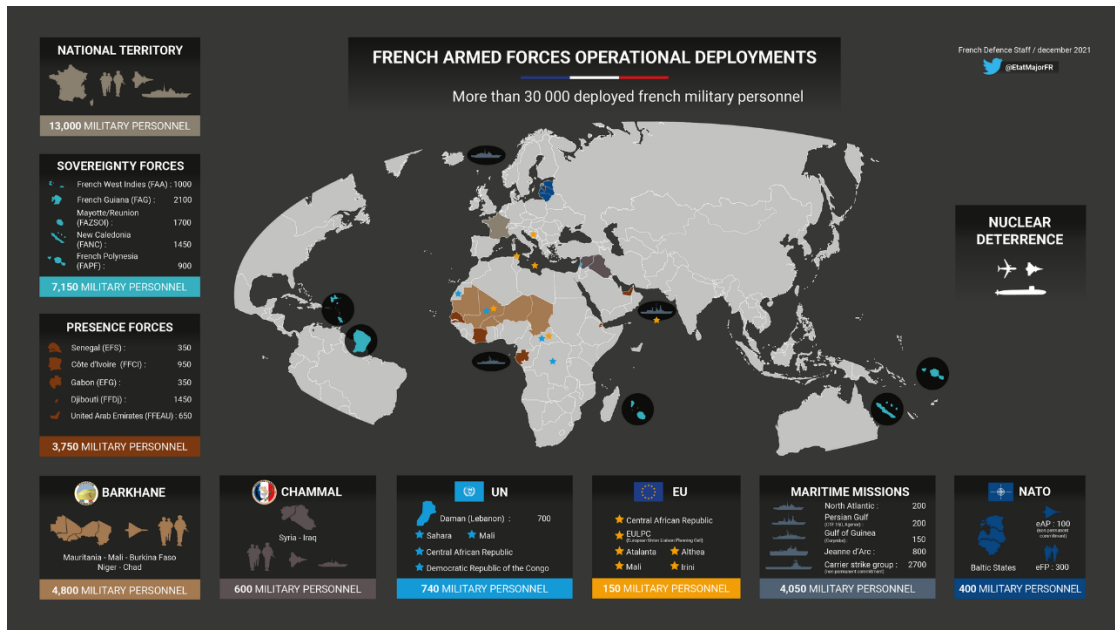 FRENCH ARMED FORCES OPERATIONAL DEPLOYMENTS
More than 30 000 deployed french military personnel
French Defence Staff / december 2021
@EtatMajorFR
NATIONAL TERRITORY
13,000 MILITARY PERSONNEL
SOVEREIGNTY FORCES
French West Indies (FAA) : 1000
French Guiana (FAG) : 2100
Mayotte/Reunion
(FAZSOI) 1700
New Caledonia
(FANC) : 1450
French Polynesia
(FAPF) : 900
7,150 MILITARY PERSONNEL
PRESENCE FORCES
Senegal (EFS) : 350
Côte d'Ivoire (FFCI) : 950
Gabon (EFG) : 350
Djibouti (FFDj) : 1450
United Arab Emirates (FFEAU) : 650
3,750 MILITARY PERSONNEL
NUCLEAR
DETERRENCE
BARKHANE
Mauritania - Mali - Burkina Faso
Niger - Chad
4,800 MILITARY PERSONNEL
CHAMMAL
Syria - Iraq
600 MILITARY PERSONNEL
UN
Daman (Lebanon) : 700
Sahara Mali
Central African Republic
Democratic Republic of the Congo
740 MILITARY PERSONNEL
EU
Central African Republic
EULPC
Atalanta Althea
Mali Irini
150 MILITARY PERSONNEL
MARITIME MISSIONS
North Atlantic : 200
Persian Gulf
200
Gulf of Guinea
(Corymbe) : 150
Jeanne d'Arc : 800
Carrier strike group : 2700
(non permanent commitment)
4,050 MILITARY PERSONNEL
NATO
eAP : 100
(non permanent
commitment)
Baltic States eFP : 300
400 MILITARY PERSONNEL